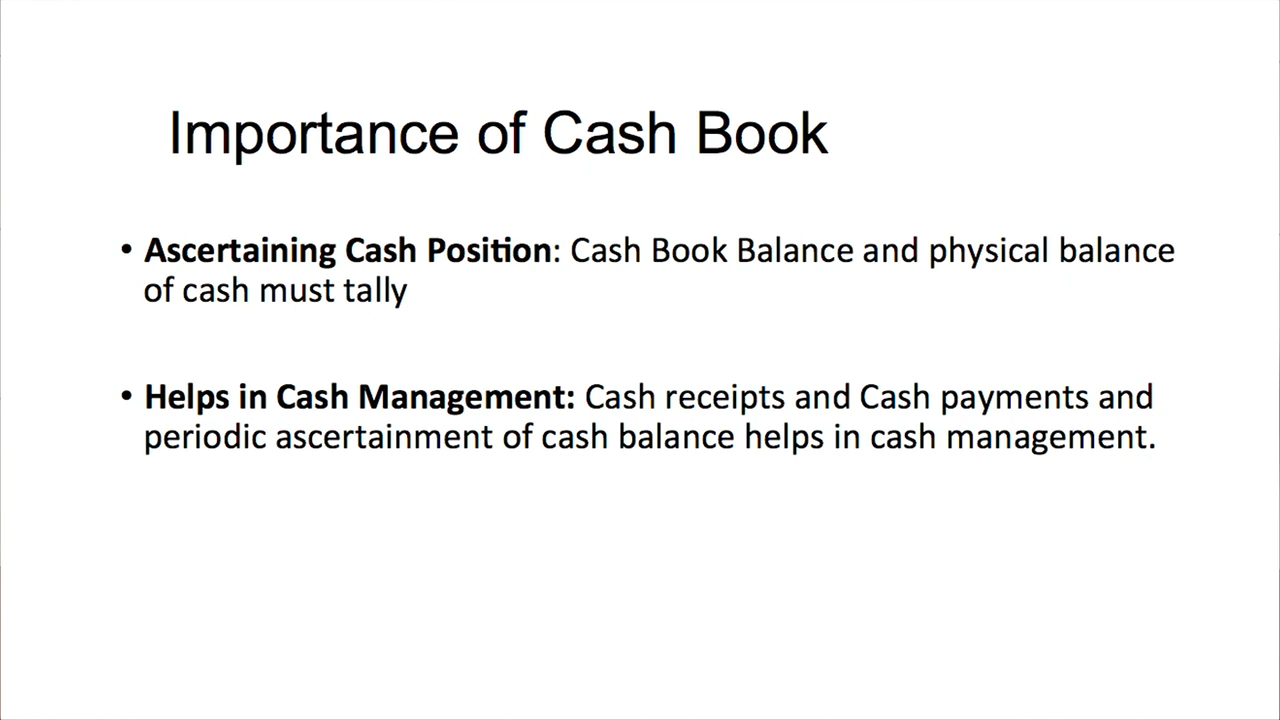 Importance of Cash Book
• Ascertaining Cash Position: Cash Book Balance and physical balance
of cash must tally
• Helps in Cash Management: Cash receipts and Cash payments and
periodic ascertainment of cash balance helps in cash management.